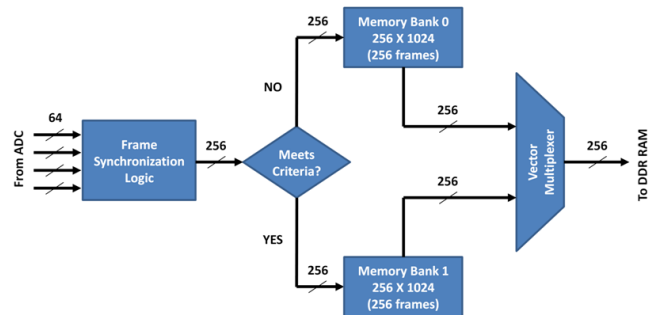 256
Memory Bank 0
256 X 1024
(256 frames)
NO
256
64
From ADC
Frame
Synchronization
Logic
256
Meets
Criteria?
Vector
Multiplexer
256
To DDR RAM
256
YES
256
Memory Bank 1
256 X 1024
(256 frames)